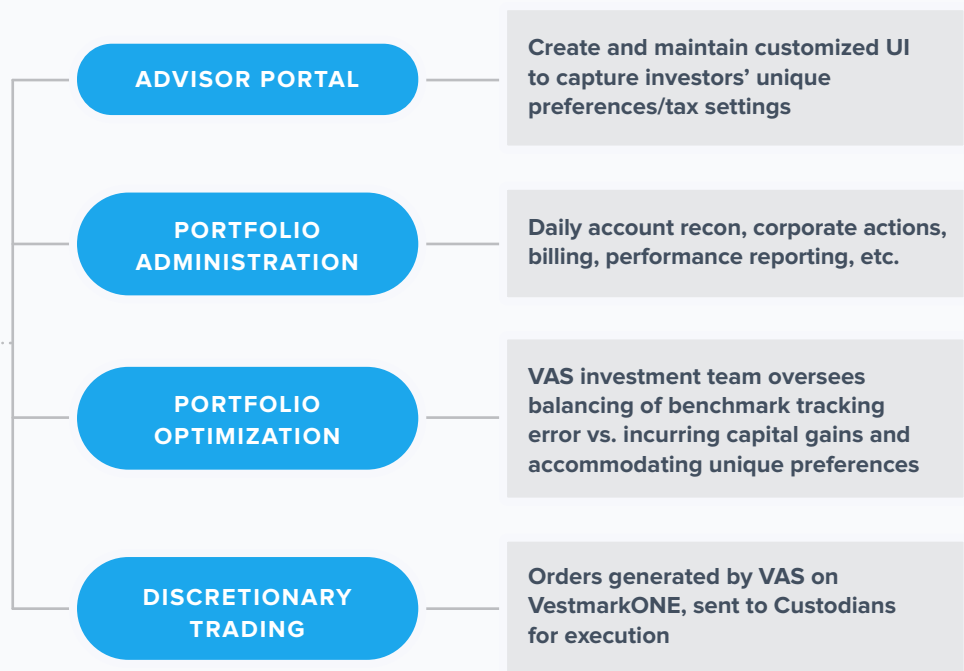 ADVISOR PORTAL
Create and maintain customized UI
to capture investors’ unique
preferences/tax settings
PORTFOLIO
ADMINISTRATION
Daily account recon, corporate actions,
billing, performance reporting, etc.
PORTFOLIO
OPTIMIZATION
VAS investment team oversees
balancing of benchmark tracking
error vs. incurring capital gains and
accommodating unique preferences
DISCRETIONARY
TRADING
Orders generated by VAS on
VestmarkONE, sent to Custodians
for execution